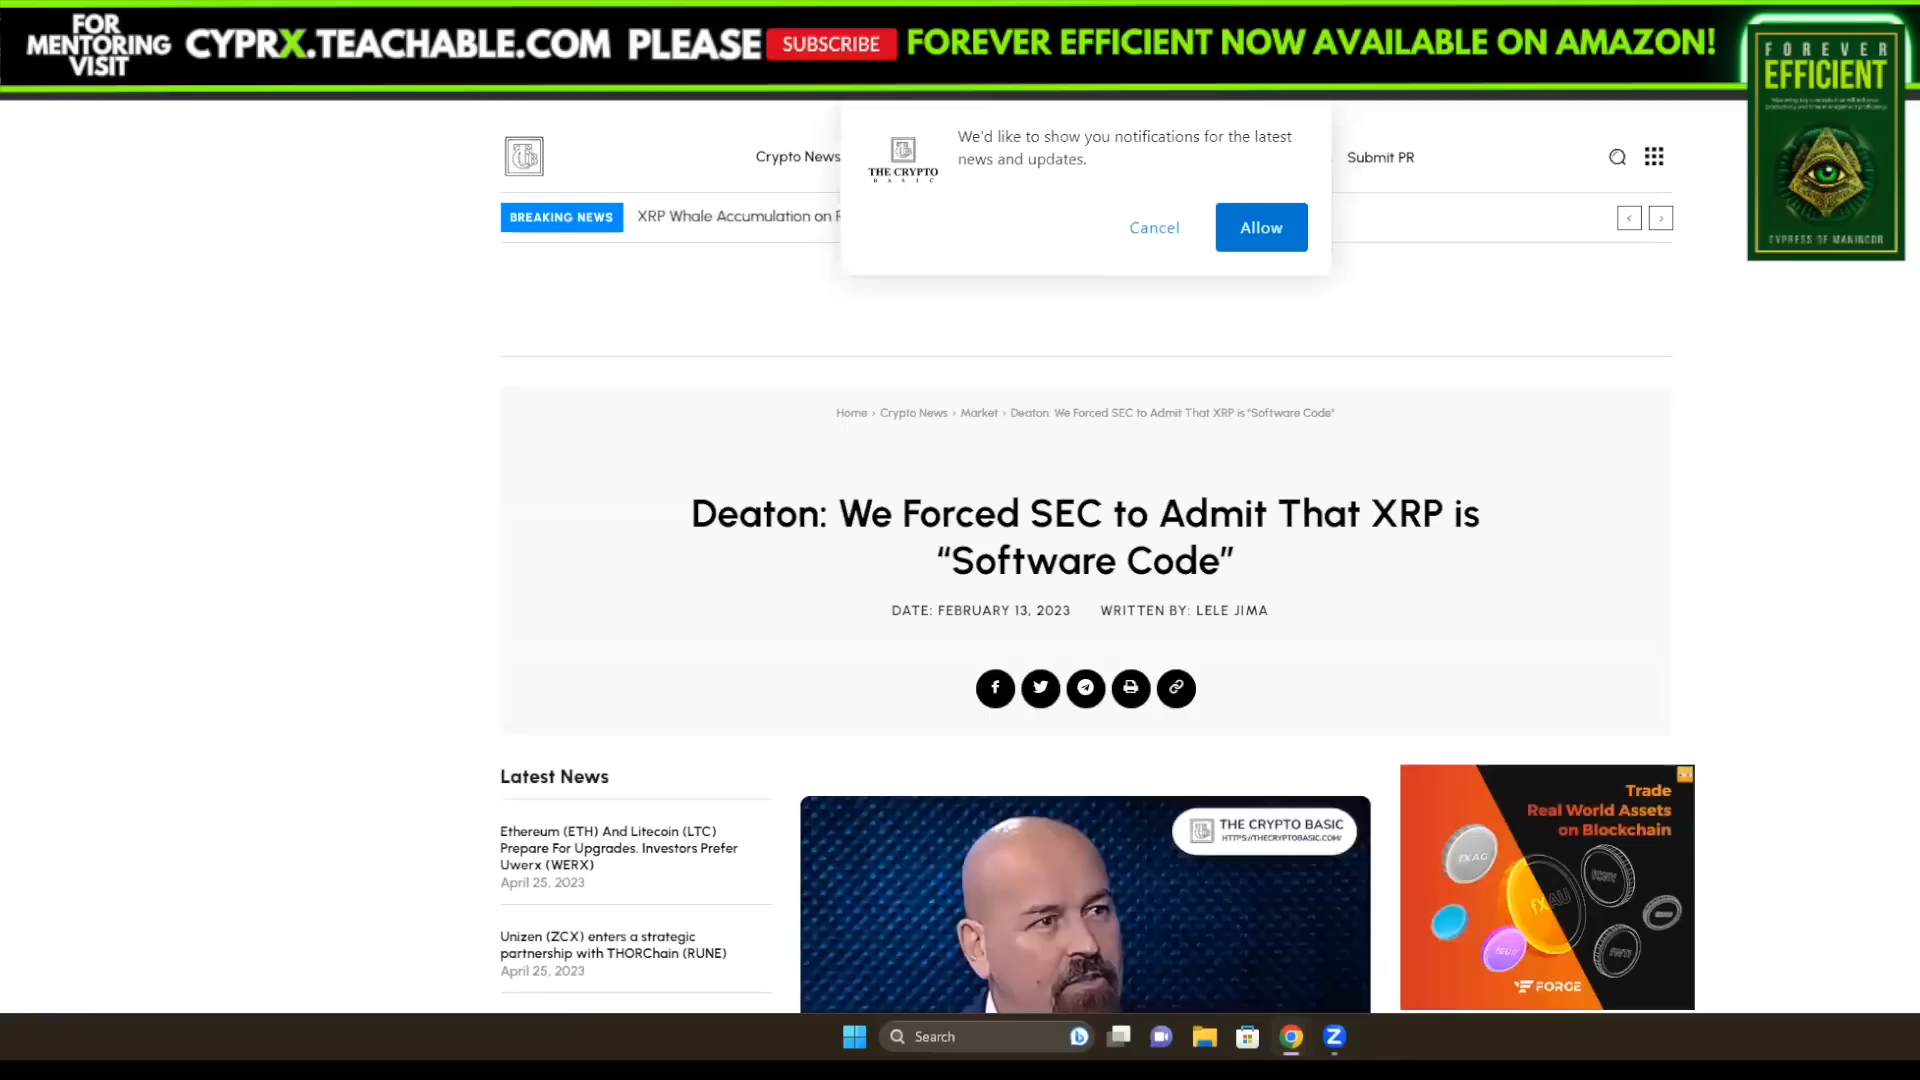 FOR
MENTORING
VISIT
CYPRX.TEACHABLE.COM PLEASE SUBSCRIBE FOREVER EFFICIENT NOW AVAILABLE ON AMAZON!
FOREVER
EFFICIENT
CYPRESS OF MANINCOR
Crypto News
THE CRYPTO
BASIC
We'd like to show you notifications for the latest
news and updates.
Cancel
Allow
Submit PR
BREAKING NEWS
XRP Whale Accumulation on
Home › Crypto News › Market › Deaton: We Forced SEC to Admit That XRP is "Software Code"
Deaton: We Forced SEC to Admit That XRP is
“Software Code”
DATE: FEBRUARY 13, 2023 WRITTEN BY: LELE JIMA
Latest News
Ethereum (ETH) And Litecoin (LTC)
Prepare For Upgrades. Investors Prefer
Uwerx (WERX)
April 25, 2023
Unizen (ZCX) enters a strategic
partnership with THORChain (RUNE)
April 25, 2023
THE CRYPTO BASIC
HTTPS://THECRYPTOBASIC.COM/
Trade
Real World Assets
on Blockchain
fXAG
fXAU
FORGE
Search